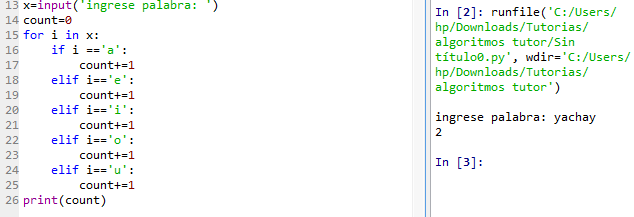 13 x=input('ingrese palabra: ')
14 count=0
15 for i in x:
16     if i =='a':
17         count+=1
18     elif i=='e':
19         count+=1
20     elif i=='i':
21         count+=1
22     elif i=='o':
23         count+=1
24     elif i=='u':
25         count+=1
26 print(count)
In [2]: runfile('C:/Users/
hp/Downloads/Tutorias/
algoritmos tutor/Sin
título0.py', wdir='C:/Users/
hp/Downloads/Tutorias/
algoritmos tutor')
ingrese palabra: yachay
2
In [3]: